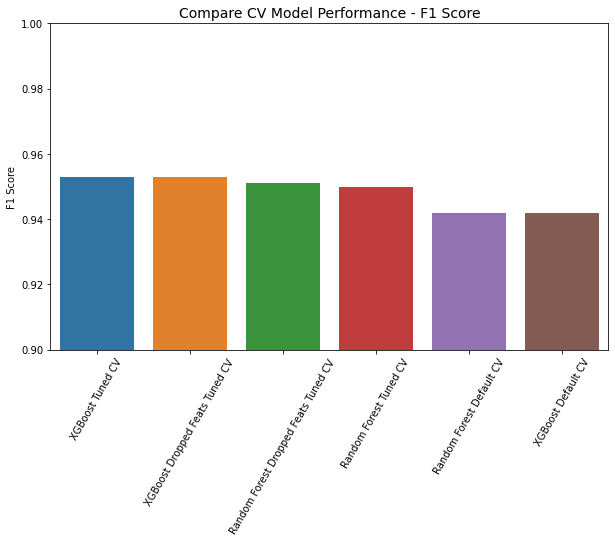 Compare CV Model Performance - F1 Score
F1 Score
1.00
0.98
0.96
0.94
0.92
0.90
XGBoost Tuned CV
XGBoost Dropped Feats Tuned CV
Random Forest Dropped Feats Tuned CV
Random Forest Tuned CV
Random Forest Default CV
XGBoost Default CV